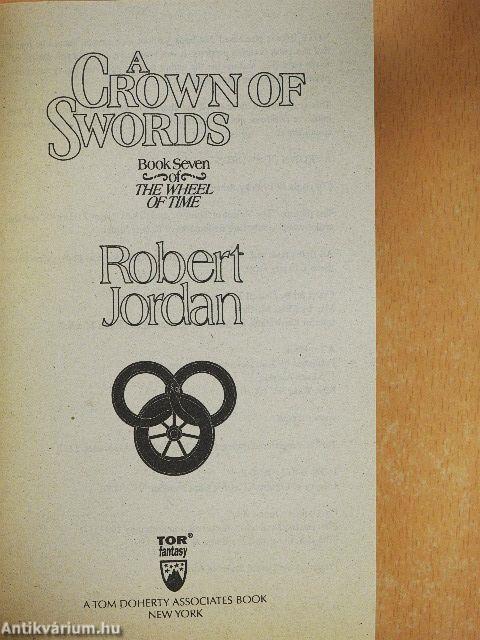 A
CROWN OF
SWORDS
Book Seven
of
THE WHEEL
OF TIME
Robert
Jordan
TOR®
fantasy
A TOM DOHERTY ASSOCIATES BOOK
NEW YORK
Antikvárium.hu